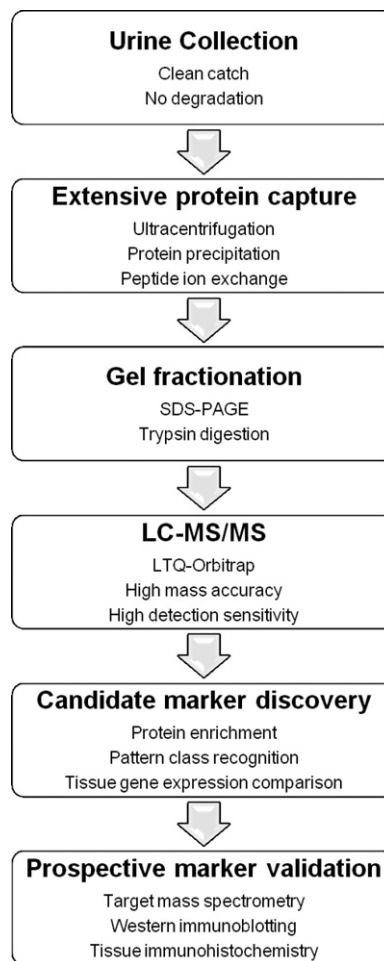 Urine Collection
Clean catch
No degradation
Extensive protein capture
Ultracentrifugation
Protein precipitation
Peptide ion exchange
Gel fractionation
SDS-PAGE
Trypsin digestion
LC-MS/MS
LTQ-Orbitrap
High mass accuracy
High detection sensitivity
Candidate marker discovery
Protein enrichment
Pattern class recognition
Tissue gene expression comparison
Prospective marker validation
Target mass spectrometry
Western immunoblotting
Tissue immunohistochemistry